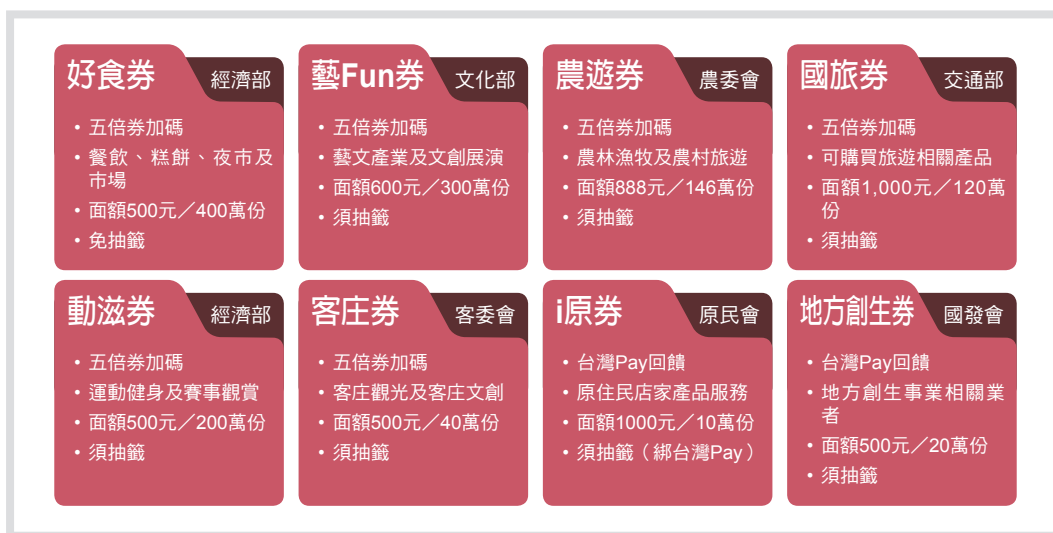 好食券 經濟部
• 五倍券加碼
• 餐飲、糕餅、夜市及
市場
• 面額500元／400萬份
• 免抽籤
藝Fun券 文化部
• 五倍券加碼
• 藝文產業及文創展演
• 面額600元／300萬份
• 須抽籤
農遊券 農委會
• 五倍券加碼
• 農林漁牧及農村旅遊
• 面額888元／146萬份
• 須抽籤
國旅券 交通部
• 五倍券加碼
• 可購買旅遊相關產品
• 面額1,000元／120萬
份
• 須抽籤
動滋券 經濟部
• 五倍券加碼
• 運動健身及賽事觀賞
• 面額500元／200萬份
• 須抽籤
客庄券 客委會
• 五倍券加碼
• 客庄觀光及客庄文創
• 面額500元／40萬份
• 須抽籤
i原券 原民會
• 台灣Pay回饋
• 原住民店家產品服務
• 面額1000元／10萬份
• 須抽籤（綁台灣Pay）
地方創生券 國發會
• 台灣Pay回饋
• 地方創生事業相關業
者
• 面額500元／20萬份
• 須抽籤